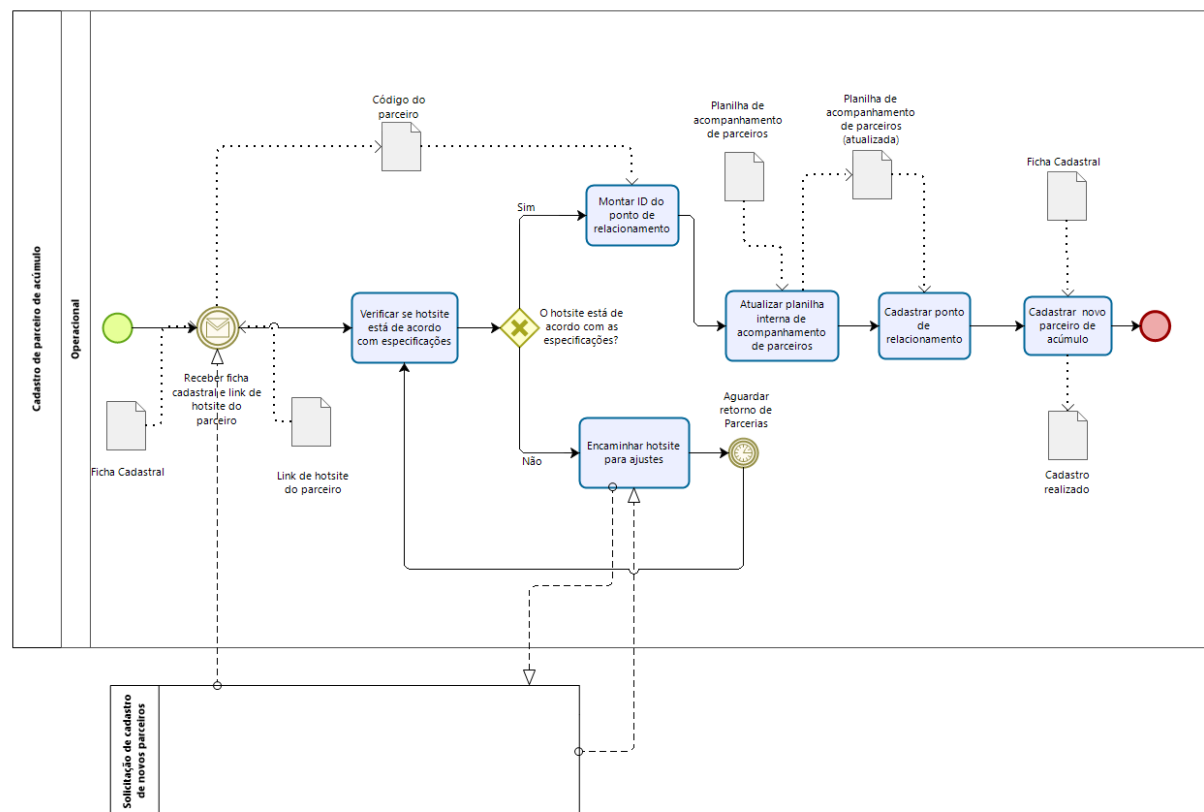 Cadastro de parceiro de acúmulo
Operacional
Código do
parceiro
Planilha de
acompanhamento
de parceiros
Planilha de
acompanhamento
de parceiros
(atualizada)
Ficha Cadastral
Sim
Montar ID do
ponto de
relacionamento
Verificar se hotsite
está de acordo
com especificações
O hotsite está de
acordo com as
especificações?
Atualizar planilha
interna de
acompanhamento
de parceiros
Cadastrar ponto
de
relacionamento
Cadastrar novo
parceiro de
acúmulo
Receber ficha
cadastral e link de
hotsite do
parceiro
Ficha Cadastral
Link de hotsite
do parceiro
Não
Encaminhar hotsite
para ajustes
Aguardar
retorno de
Parcerias
Cadastro
realizado
Solicitação de cadastro
de novos parceiros